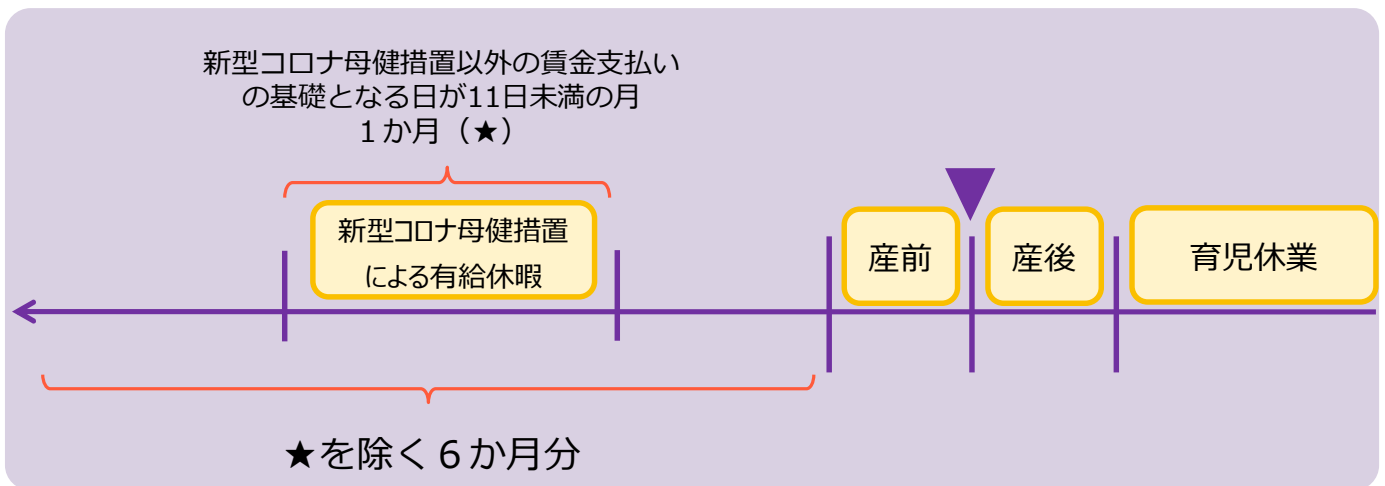 新型コロナ母健措置以外の賃金支払い
の基礎となる日が11日未満の月
１か月（★）
新型コロナ母健措置
による有給休暇
産前
産後
育児休業
★を除く６か月分